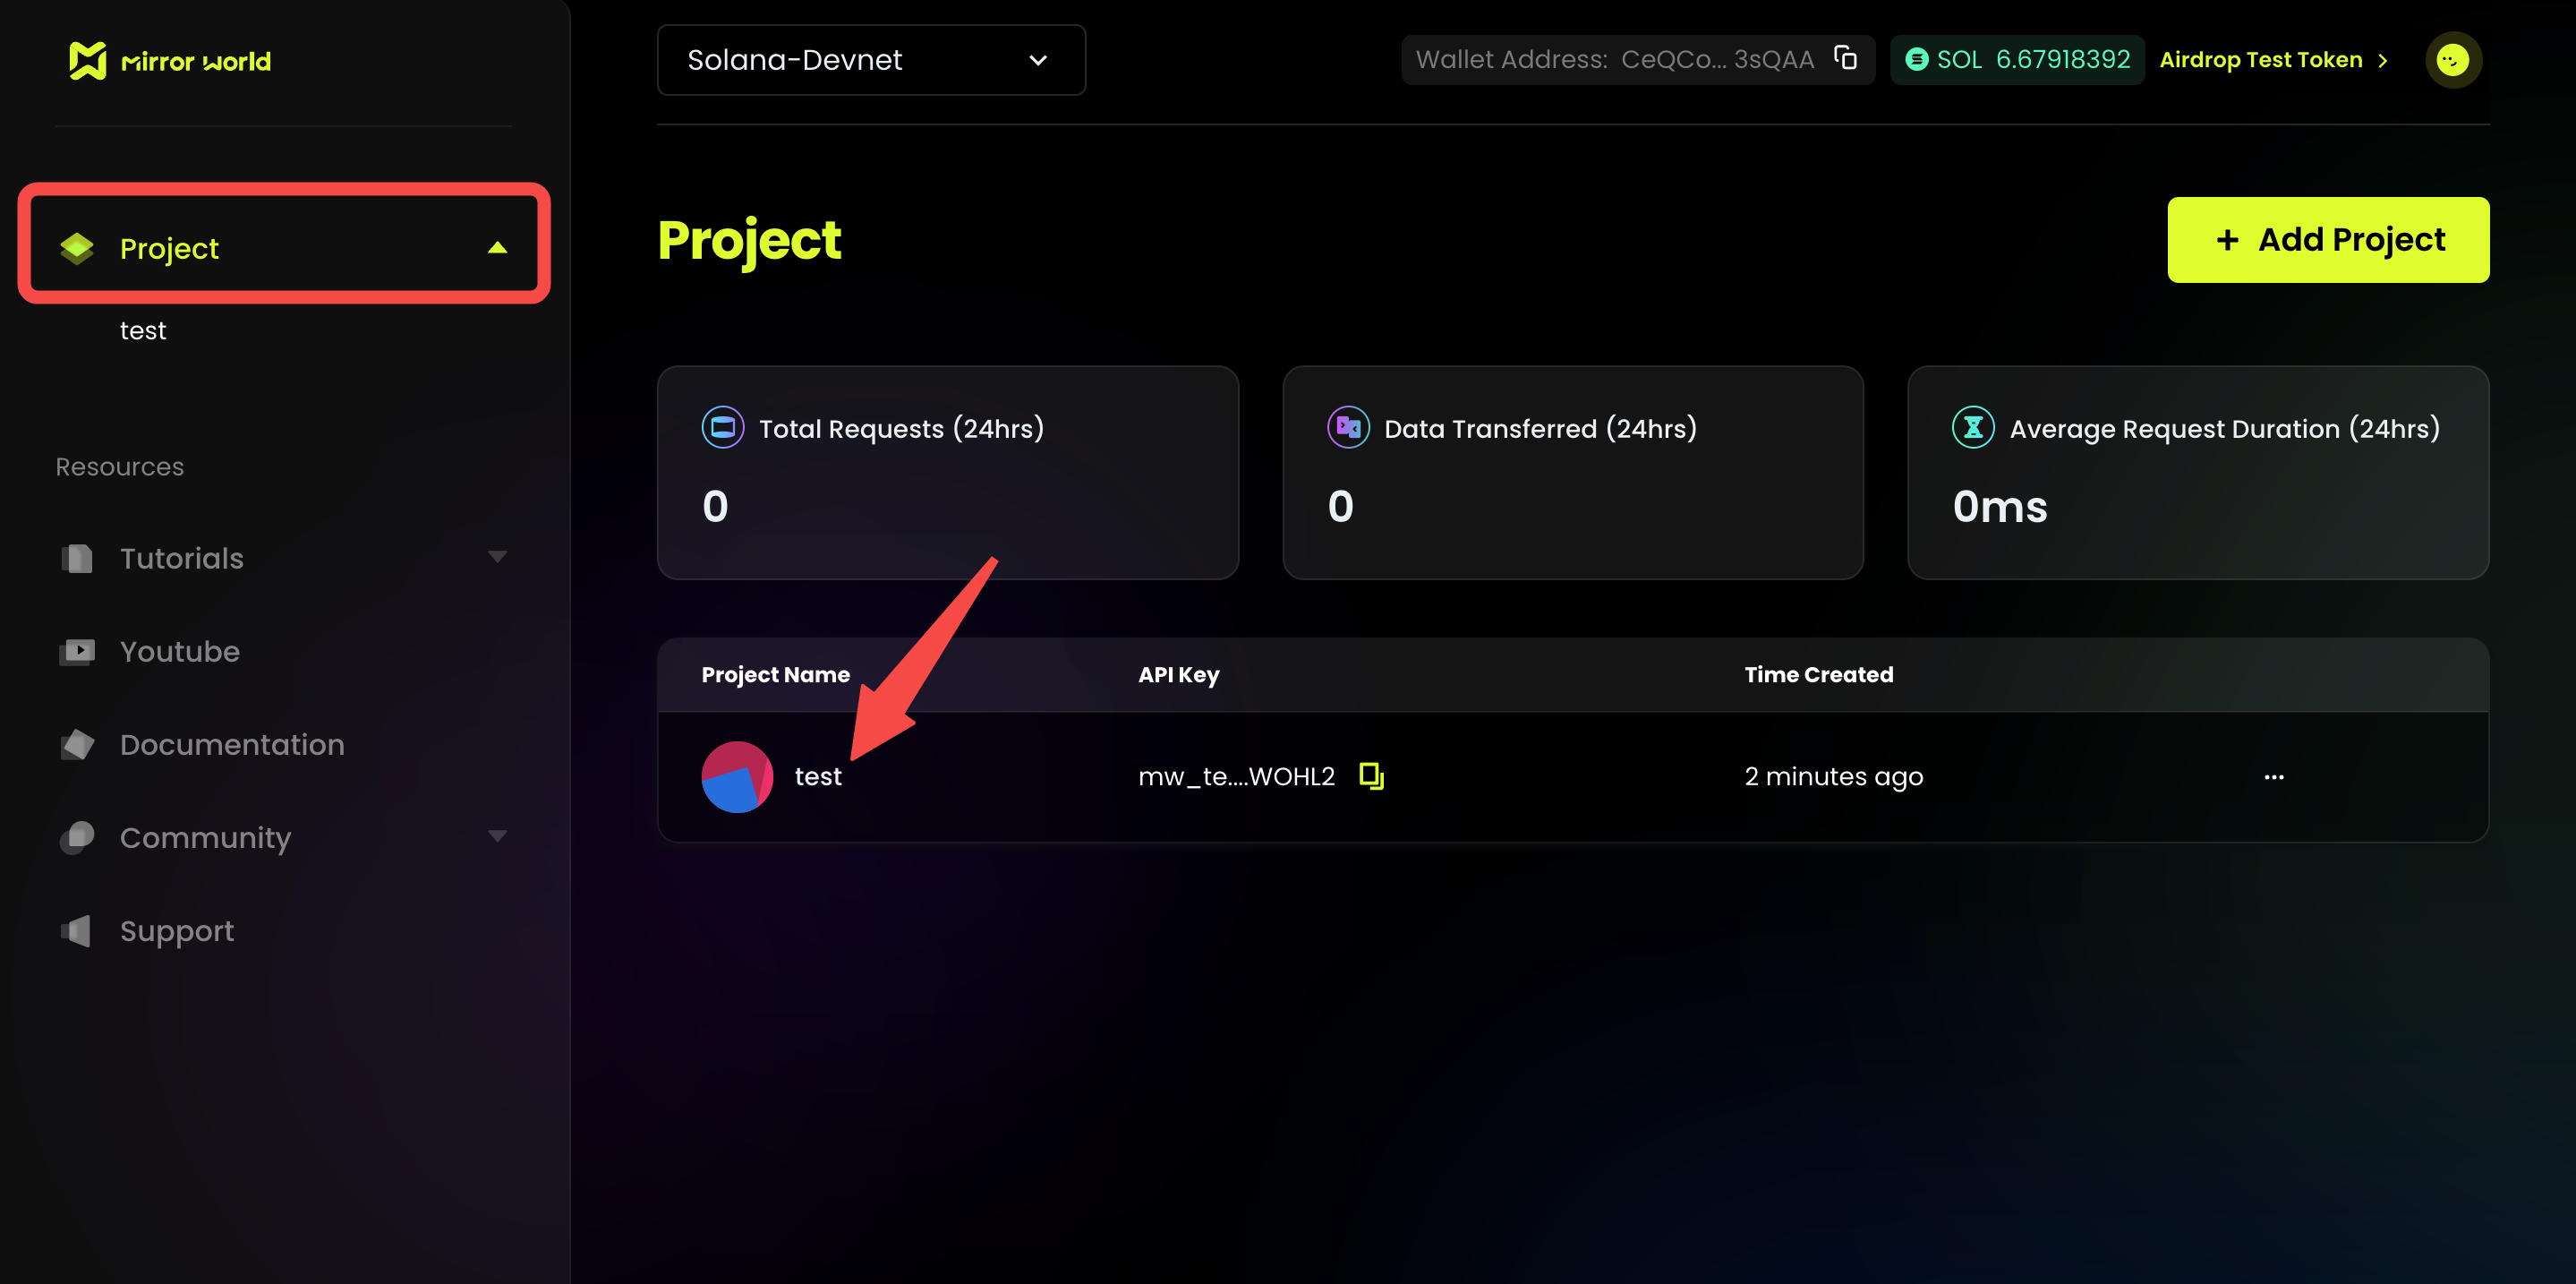 mirror world
Project
test
Resources
Tutorials
Youtube
Documentation
Community
Support
Solana-Devnet
Wallet Address: CeQCo... 3sQAA
SOL 6.67918392
Airdrop Test Token
Project
+ Add Project
Total Requests (24hrs)
0
Data Transferred (24hrs)
0
Average Request Duration (24hrs)
0ms
Project Name API Key Time Created
test mw_te....WOHL2 2 minutes ago ...